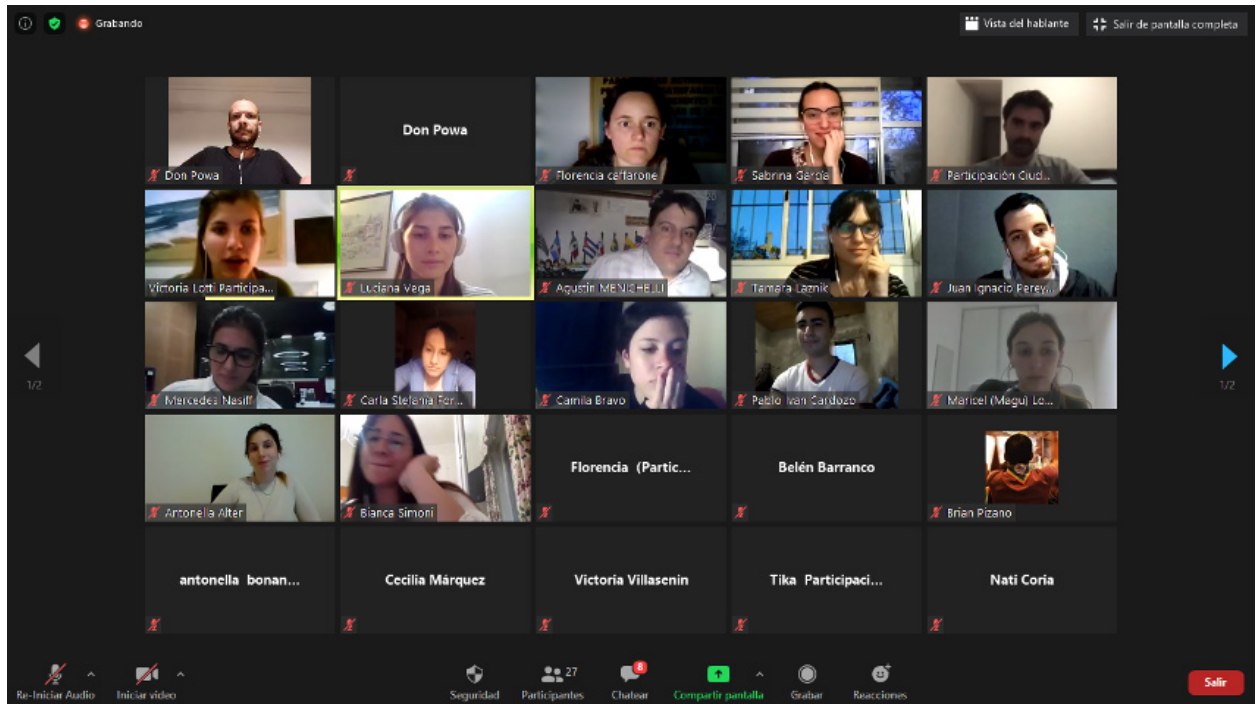 Grabando
Vista del hablante
Salir de pantalla completa
Don Powa
Don Powa
Florencia caffarone
Sabrina García
Participación Ciud...
Victoria Lotti Participa...
Luciana Vega
Agustin MENICHELLI
Tamara Laznik
Juan Ignacio Perey...
Mercedes Nasiff
Carla Stefania Fer...
Camila Bravo
Pablo Ivan Cardozo
Maricel (Magu) Lo...
Antonella Alter
Bianca Simoni
Florencia (Partic...
Belén Barranco
Brian Pizano
antonella bonan...
Cecilia Márquez
Victoria Villasenin
Tika Participaci...
Nati Coria
1/2
1/2
Re-Iniciar Audio
Iniciar video
Seguridad
27
Participantes
8
Chatear
Compartir pantalla
Grabar
Reacciones
Salir